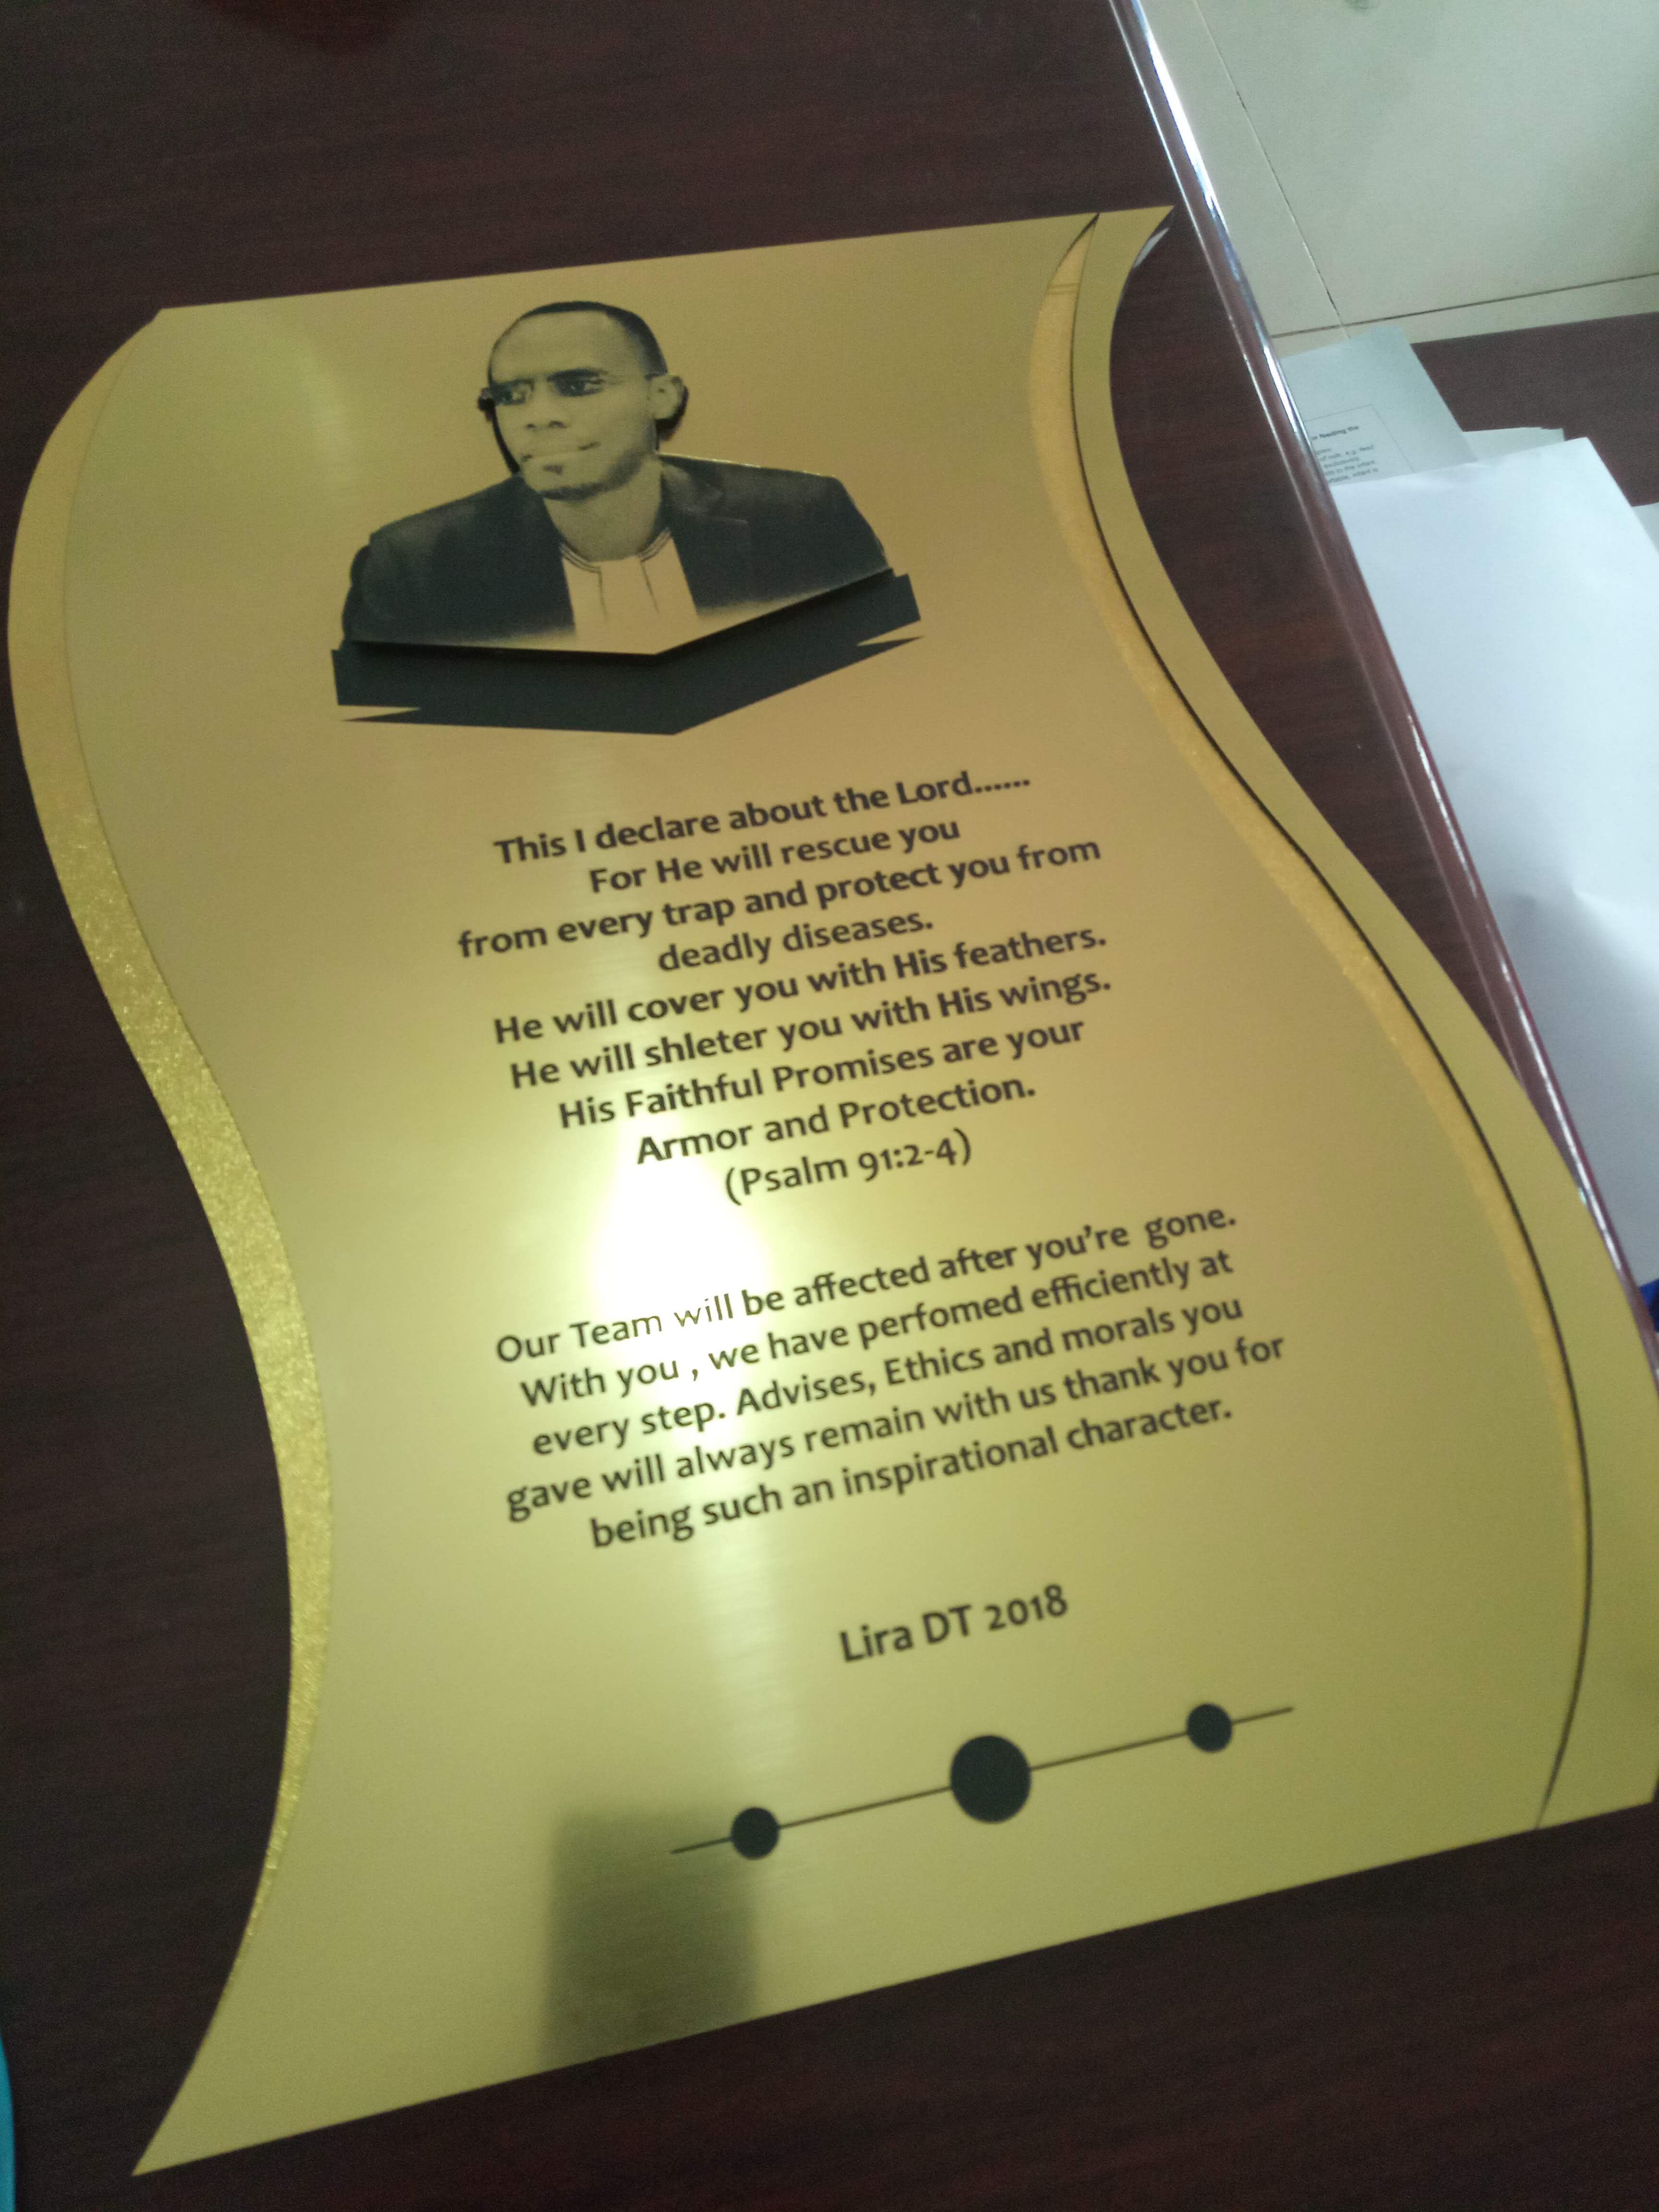 This I declare about the Lord......
For He will rescue you
from every trap and protect you from
deadly diseases.
He will cover you with His feathers.
He will shleter you with His wings.
His Faithful Promises are your
Armor and Protection.
(Psalm 91:2-4)
Our Team will be affected after you're gone.
With you , we have perfomed efficiently at
every step. Advises, Ethics and morals you
gave will always remain with us thank you for
being such an inspirational character.
Lira DT 2018